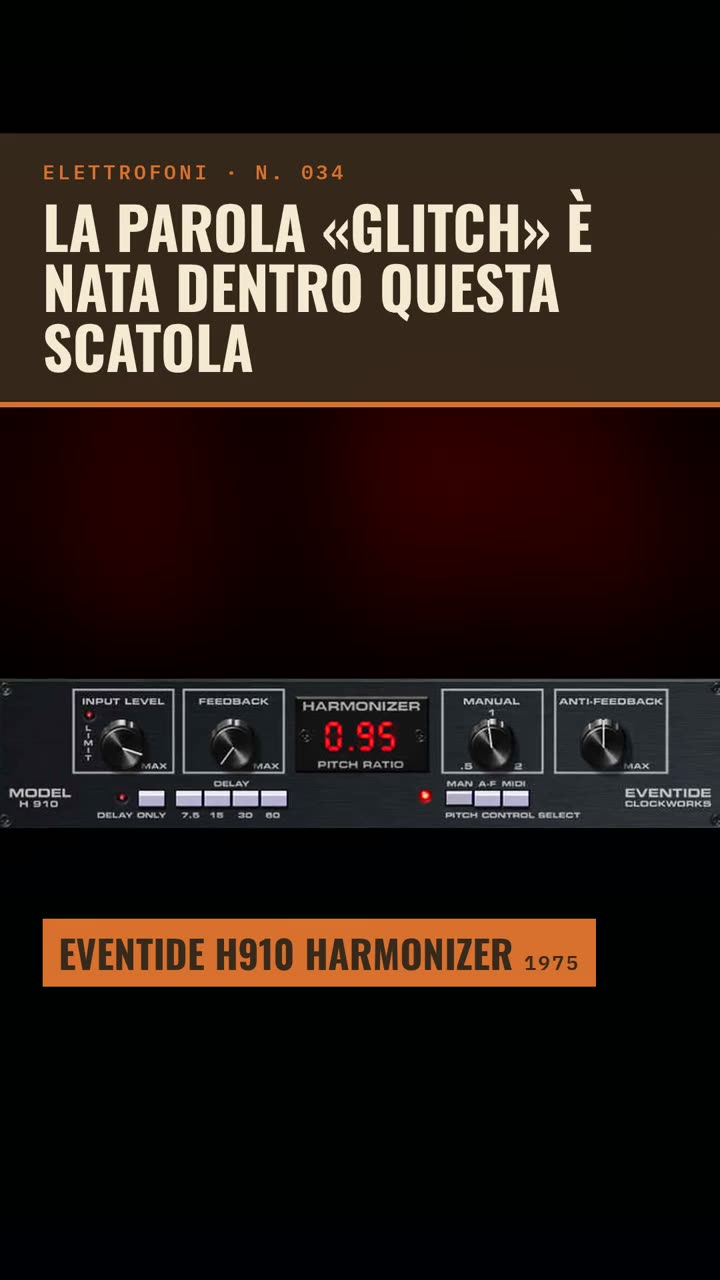 ELETTROFONI · N. 034
LA PAROLA «GLITCH» È
NATA DENTRO QUESTA
SCATOLA
INPUT LEVEL
LIMIT
MAX
FEEDBACK
MAX
HARMONIZER
0.95
PITCH RATIO
MANUAL
1
.5 2
ANTI-FEEDBACK
MAX
MODEL
H 910
DELAY
DELAY ONLY 7.5 15 30 60
MAN A-F MIDI
PITCH CONTROL SELECT
EVENTIDE
CLOCKWORKS
EVENTIDE H910 HARMONIZER 1975